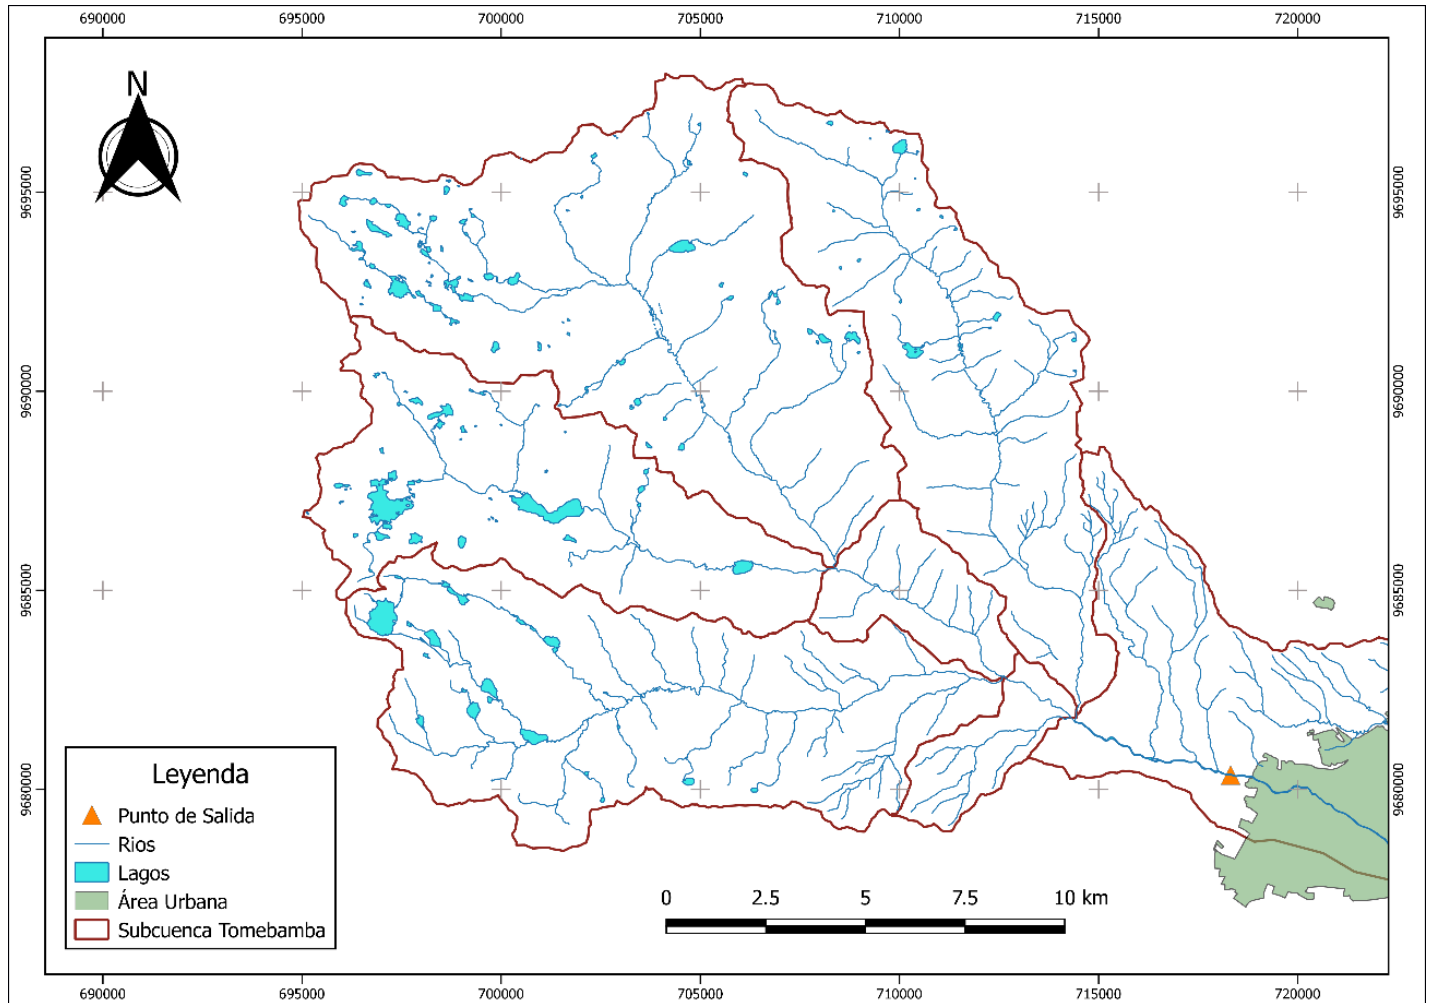 690000 695000 700000 705000 710000 715000 720000
N
9695000 9695000
9690000 9690000
9685000 9685000
9680000 9680000
Leyenda
Punto de Salida
Rios
Lagos
Área Urbana
Subcuenca Tomebamba
0 2.5 5 7.5 10 km
690000 695000 700000 705000 710000 715000 720000